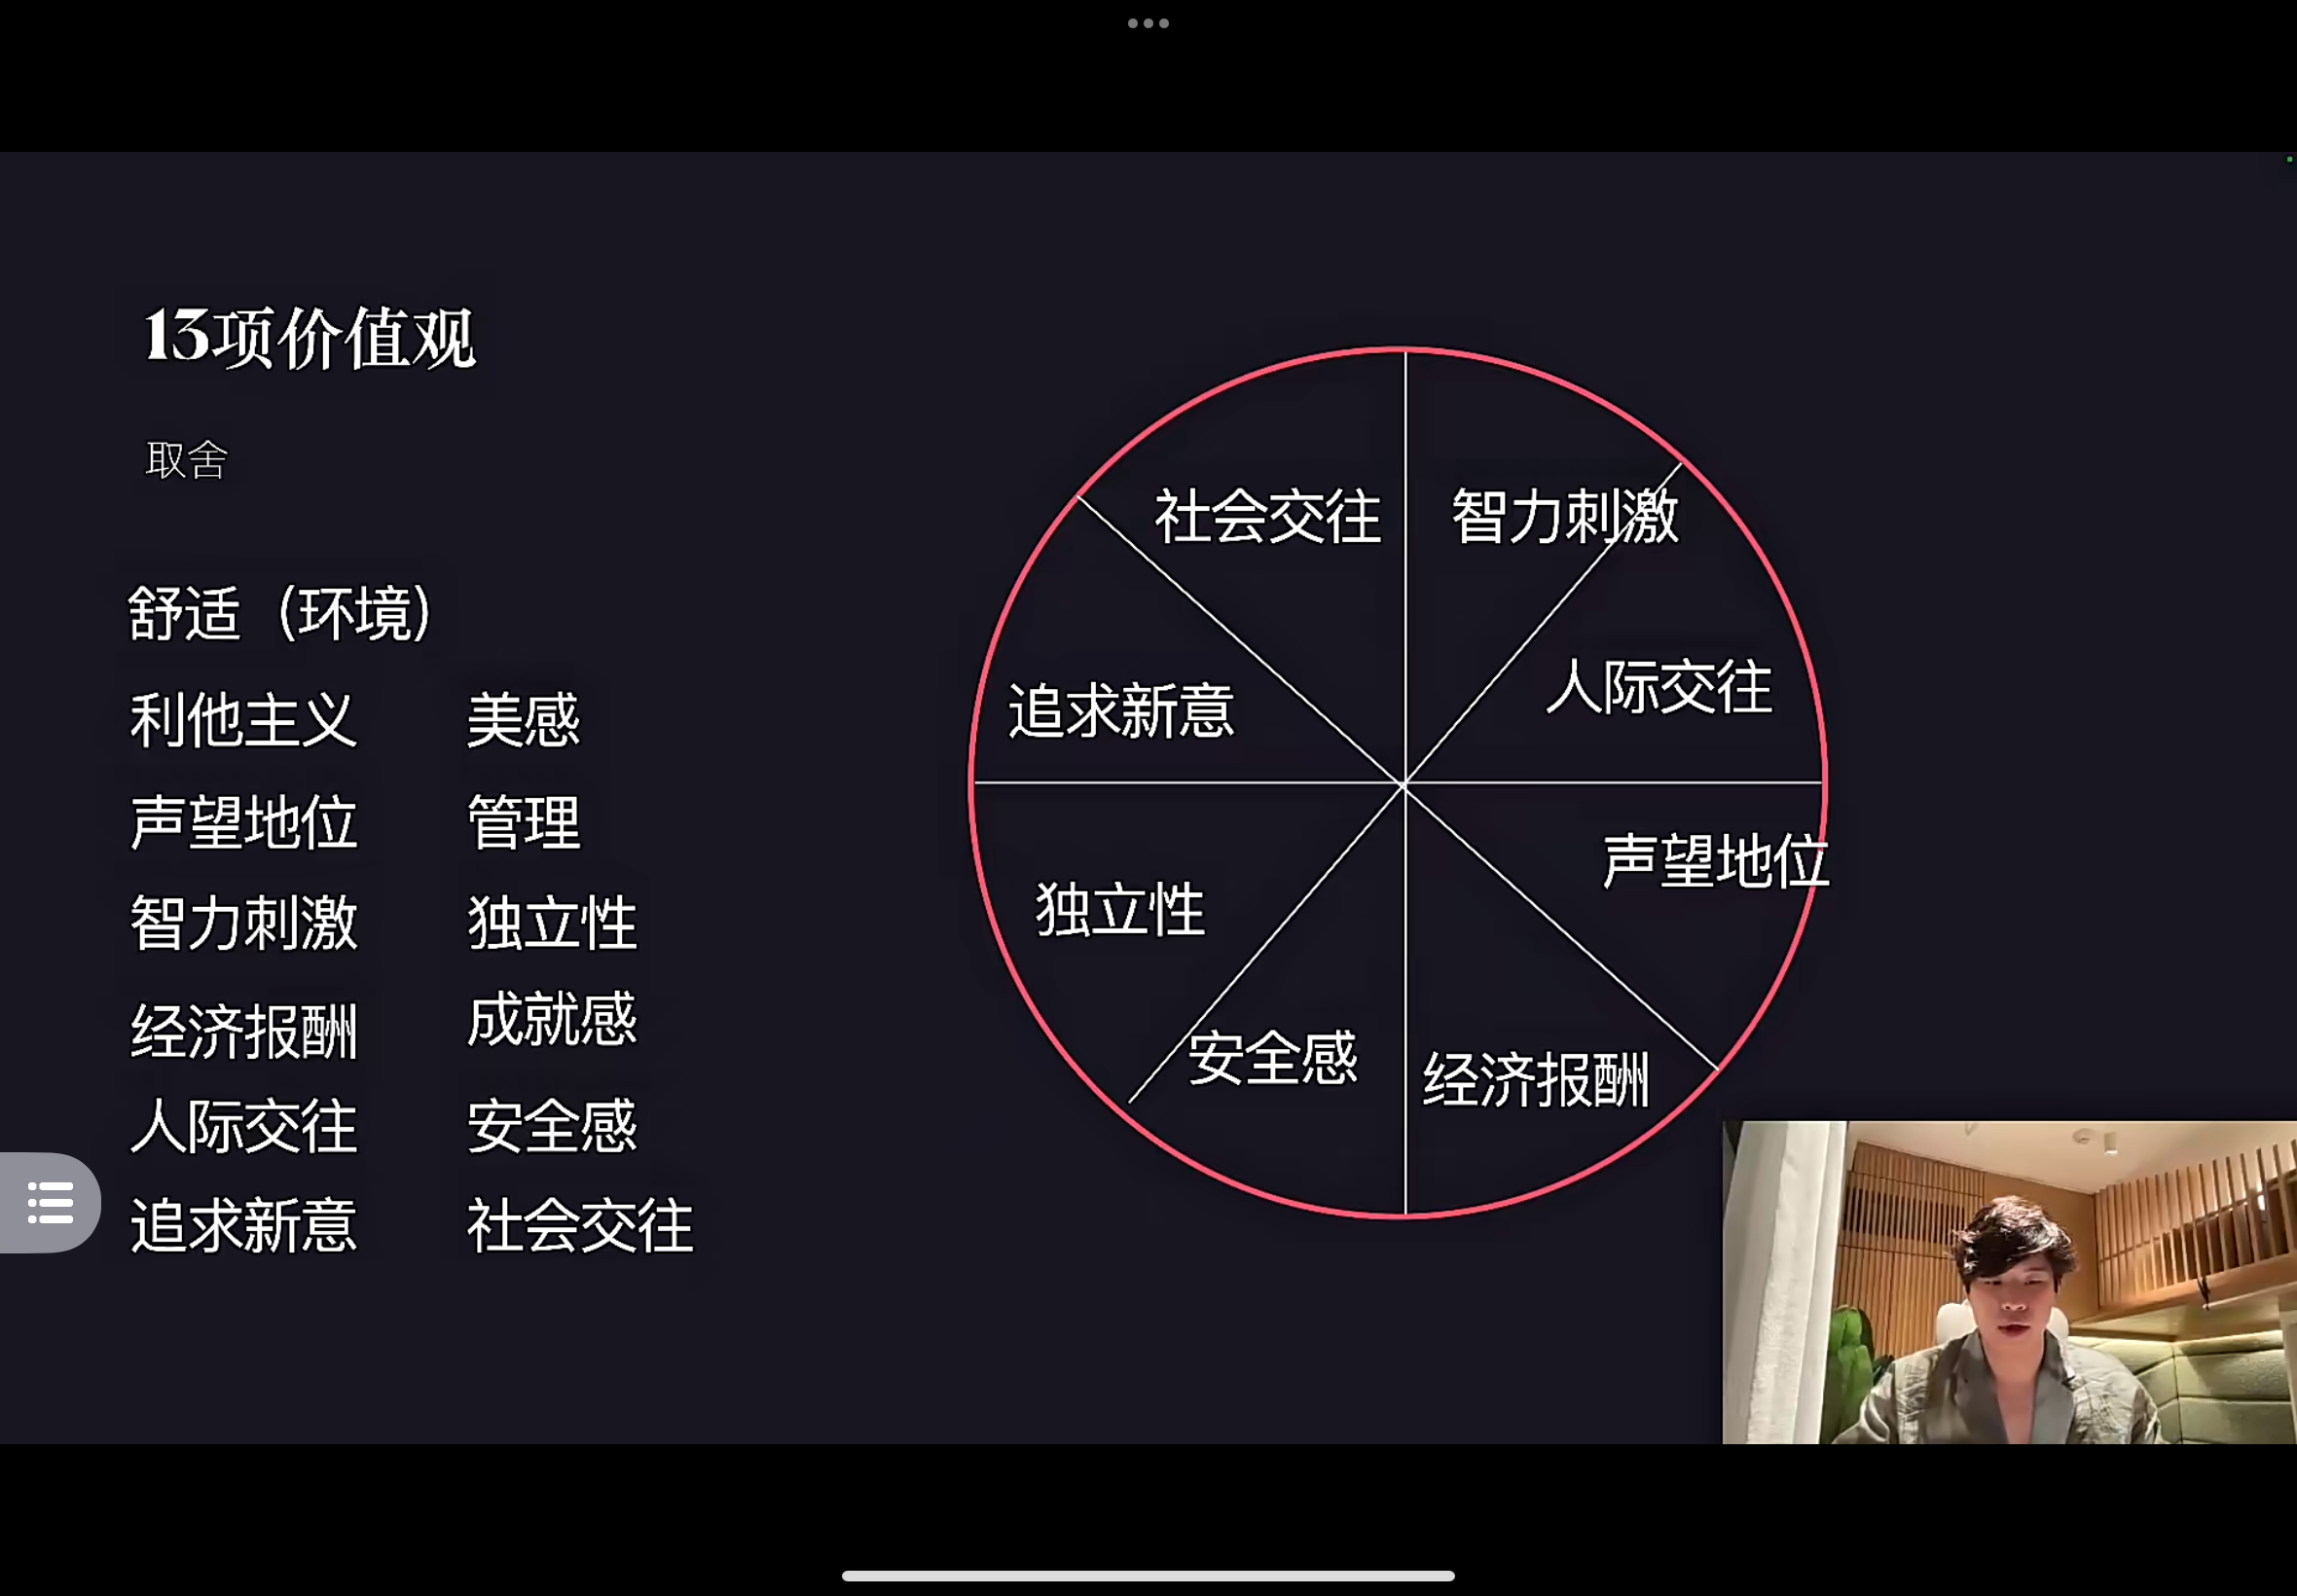 13项价值观
取舍
舒适（环境）
利他主义 美感
声望地位 管理
智力刺激 独立性
经济报酬 成就感
人际交往 安全感
追求新意 社会交往
社会交往 智力刺激
追求新意 人际交往
独立性 声望地位
安全感 经济报酬